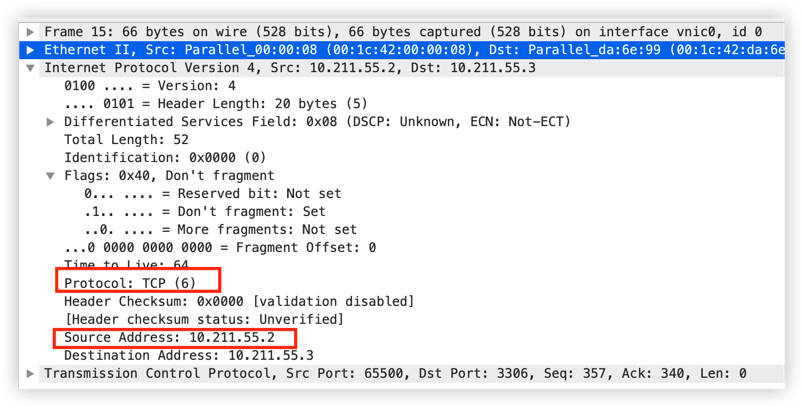 Frame 15: 66 bytes on wire (528 bits), 66 bytes captured (528 bits) on interface vnic0, id 0
Ethernet II, Src: Parallel_00:00:08 (00:1c:42:00:00:08), Dst: Parallel_da:6e:99 (00:1c:42:da:6e
Internet Protocol Version 4, Src: 10.211.55.2, Dst: 10.211.55.3
0100 .... = Version: 4
.... 0101 = Header Length: 20 bytes (5)
Differentiated Services Field: 0x08 (DSCP: Unknown, ECN: Not-ECT)
Total Length: 52
Identification: 0x0000 (0)
Flags: 0x40, Don't fragment
0... .... = Reserved bit: Not set
.1.. .... = Don't fragment: Set
..0. .... = More fragments: Not set
...0 0000 0000 0000 = Fragment Offset: 0
Time to Live: 64
Protocol: TCP (6)
Header Checksum: 0x0000 [validation disabled]
[Header checksum status: Unverified]
Source Address: 10.211.55.2
Destination Address: 10.211.55.3
Transmission Control Protocol, Src Port: 65500, Dst Port: 3306, Seq: 357, Ack: 340, Len: 0